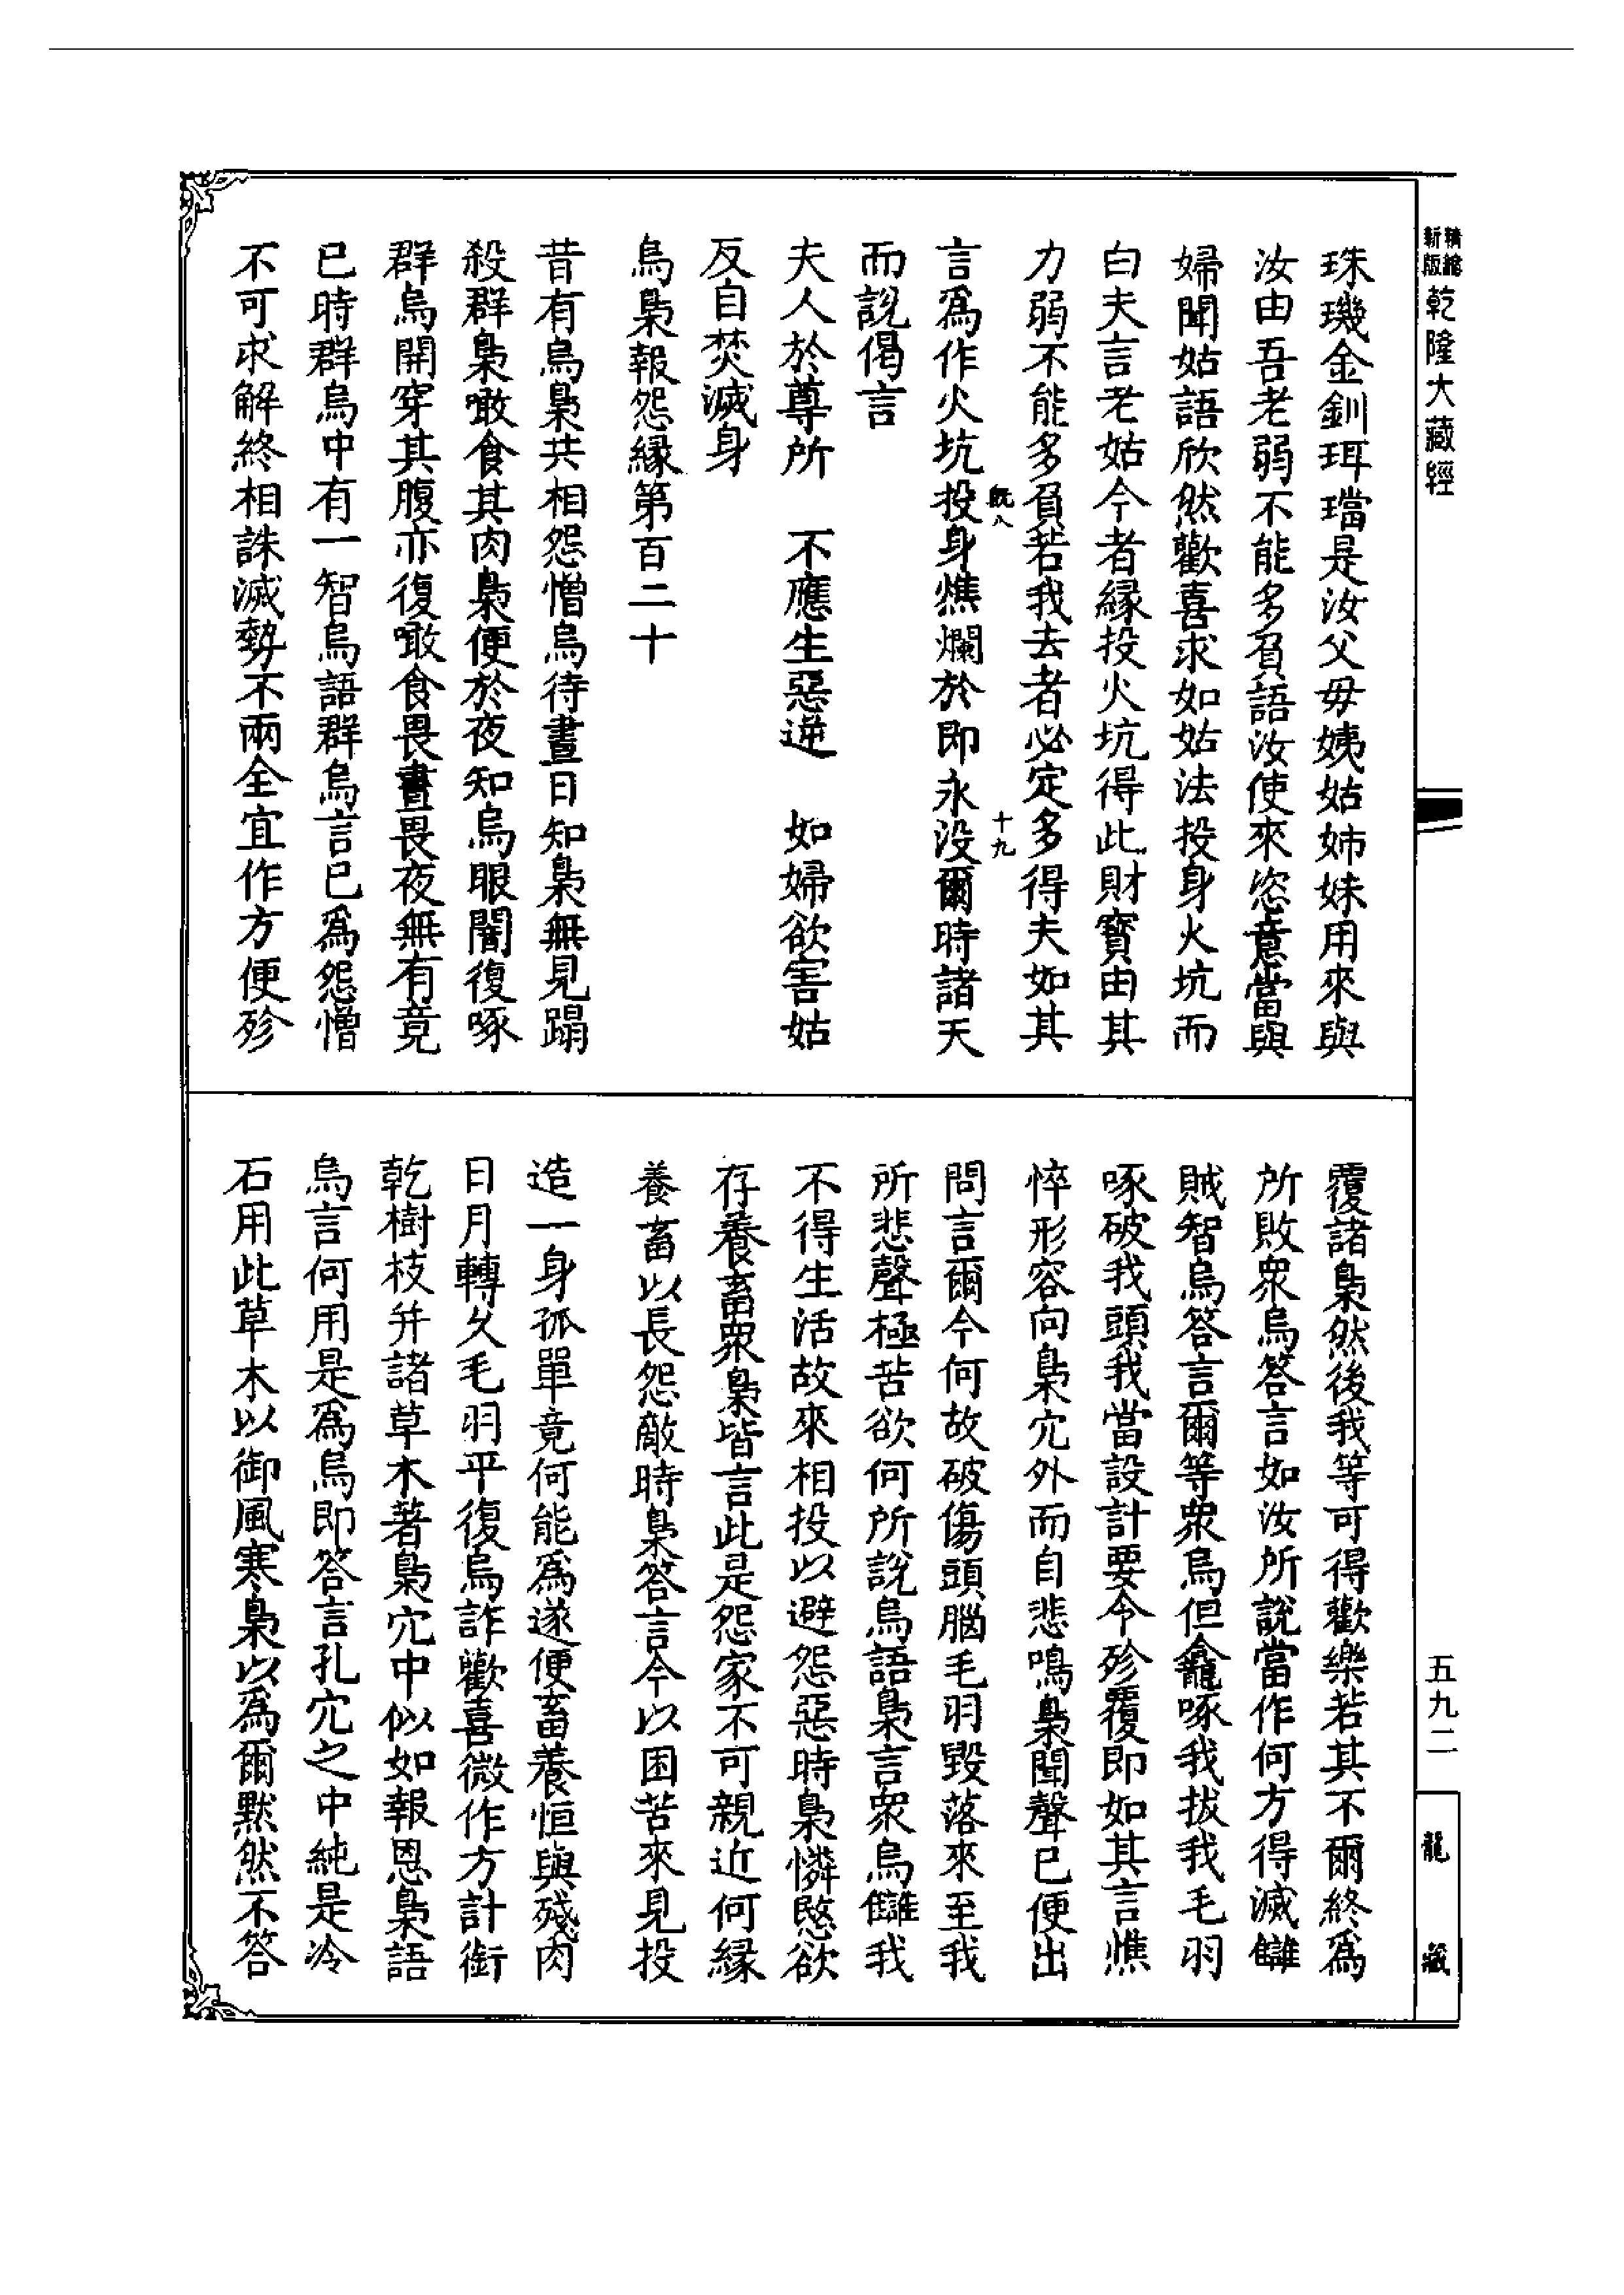 精縮新版乾隆大藏經
珠璣金釧珥璫是汝父母姨姑姉妹用來與
汝由吾老弱不能多負語汝使來恣意當與
婦聞姑語欣然歡喜求如姑法投身火坑而
白夫言老姑今者緣投火坑得此財寶由其
力弱不能多負若我去者必定多得夫如其
旣八 十九
言爲作火坑投身燋爛於即永没爾時諸天
而說偈言
夫人於尊所 不應生惡逆 如婦欲害姑
反自焚滅身
烏梟報怨緣第百二十
昔有烏梟共相怨憎烏待晝日知梟無見蹋
殺群梟噉食其肉梟便於夜知烏眼闇復啄
群烏開穿其腹亦復噉食畏晝畏夜無有竟
已時群烏中有一智烏語群烏言已爲怨憎
不可求解終相誅滅勢不兩全宜作方便殄
覆諸梟然後我等可得歡樂若其不爾終爲
所敗衆烏答言如汝所說當作何方得滅讎
賊智烏答言爾等衆烏但龕啄我拔我毛羽
啄破我頭我當設計要令殄覆即如其言憔
悴形容向梟穴外而自悲鳴梟聞聲已便出
問言爾今何故破傷頭腦毛羽毀落來至我
所悲聲極苦欲何所說烏語梟言衆烏讎我
不得生活故來相投以避怨惡時梟憐愍欲
存養畜衆梟皆言此是怨家不可親近何緣
養畜以長怨敵時梟答言今以困苦來見投
造一身孤單竟何能爲遂便畜養恒與殘肉
日月轉久毛羽平復烏詐歡喜微作方計銜
乾樹枝并諸草木著梟穴中似如報恩梟語
烏言何用是爲烏即答言孔穴之中純是冷
石用此草木以御風寒梟以爲爾默然不答
五九二
龍藏